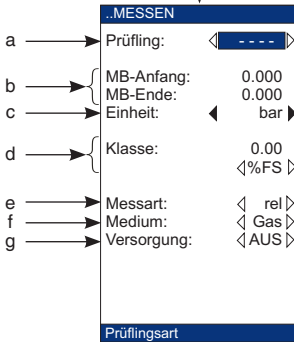 ..MESSEN
a Prüfling: - - - -
b MB-Anfang: 0.000
MB-Ende: 0.000
c Einheit: bar
d Klasse: 0.00
%FS
e Messart: rel
f Medium: Gas
g Versorgung: AUS
Prüflingsart